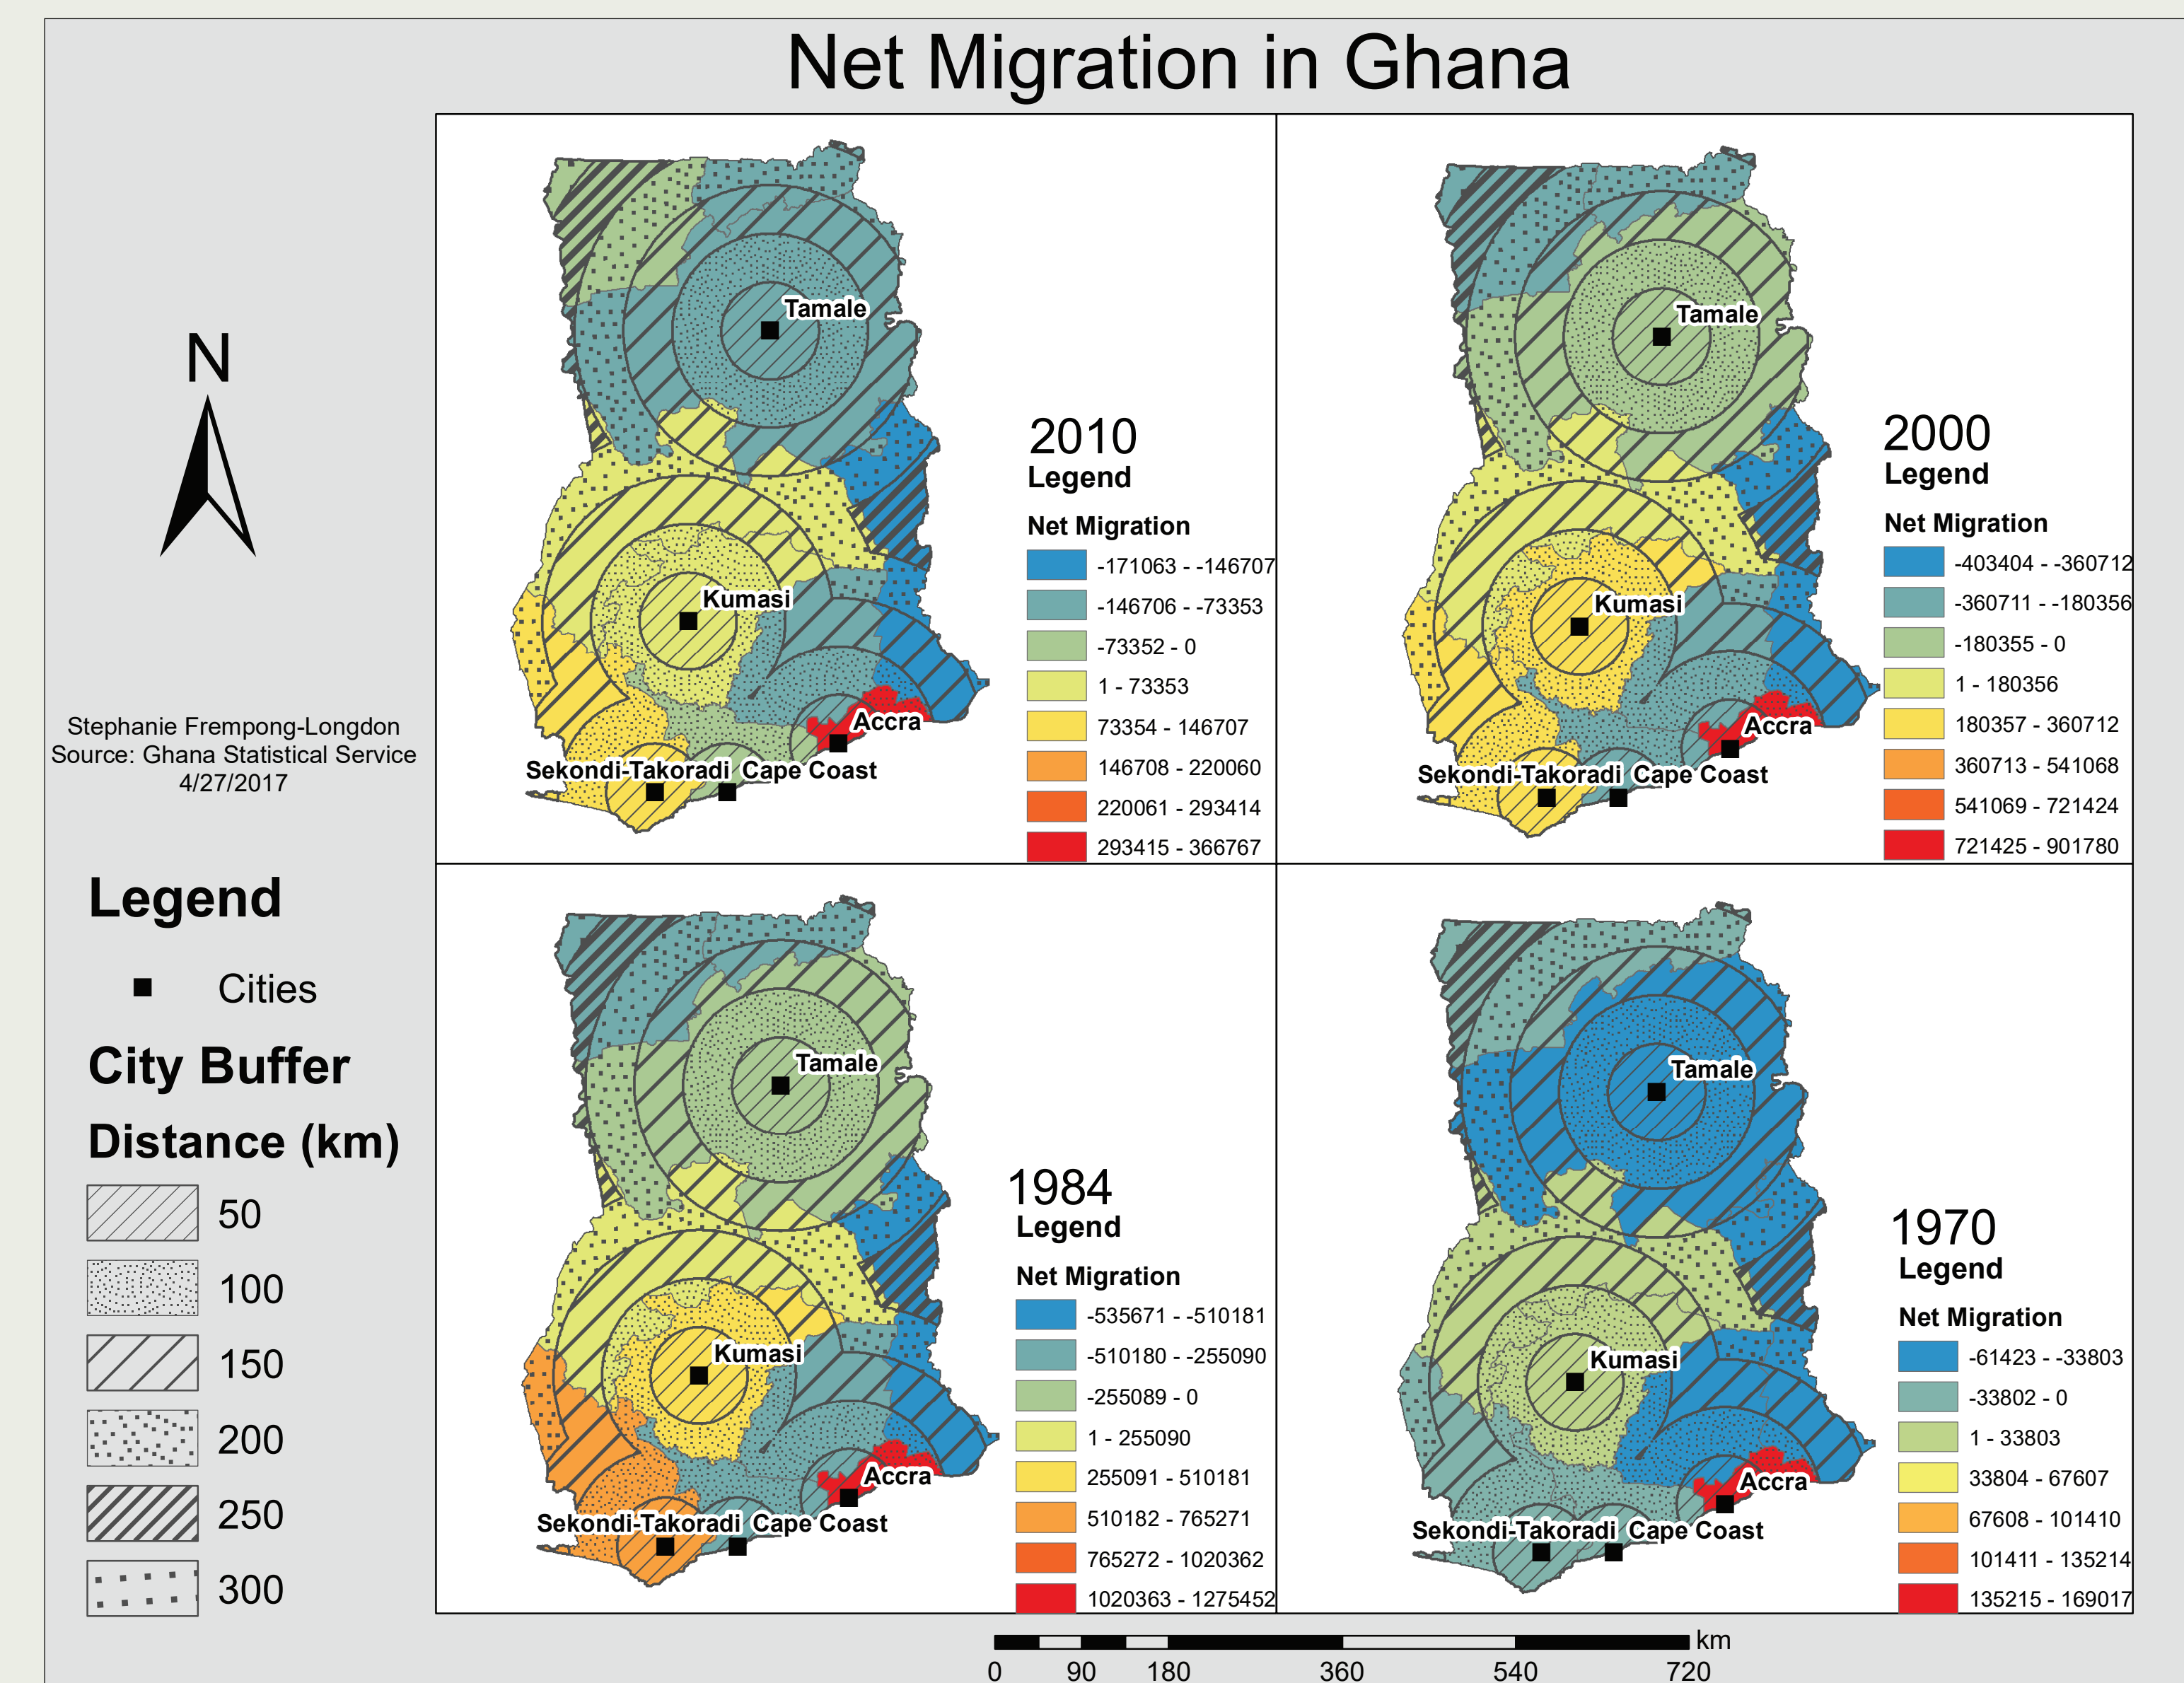 Net Migration in Ghana
N
Stephanie Frempong-Longdon
Source: Ghana Statistical Service
4/27/2017
Legend
Cities
City Buffer
Distance (km)
50
100
150
200
250
300
Tamale
Kumasi
Accra
Sekondi-Takoradi Cape Coast
2010
Legend
Net Migration
-171063 - -146707
-146706 - -73353
-73352 - 0
1 - 73353
73354 - 146707
146708 - 220060
220061 - 293414
293415 - 366767
Tamale
Kumasi
Accra
Sekondi-Takoradi Cape Coast
2000
Legend
Net Migration
-403404 - -360712
-360711 - -180356
-180355 - 0
1 - 180356
180357 - 360712
360713 - 541068
541069 - 721424
721425 - 901780
Tamale
Kumasi
Accra
Sekondi-Takoradi Cape Coast
1984
Legend
Net Migration
-535671 - -510181
-510180 - -255090
-255089 - 0
1 - 255090
255091 - 510181
510182 - 765271
765272 - 1020362
1020363 - 1275452
Tamale
Kumasi
Accra
Sekondi-Takoradi Cape Coast
1970
Legend
Net Migration
-61423 - -33803
-33802 - 0
1 - 33803
33804 - 67607
67608 - 101410
101411 - 135214
135215 - 169017
km
0 90 180 360 540 720